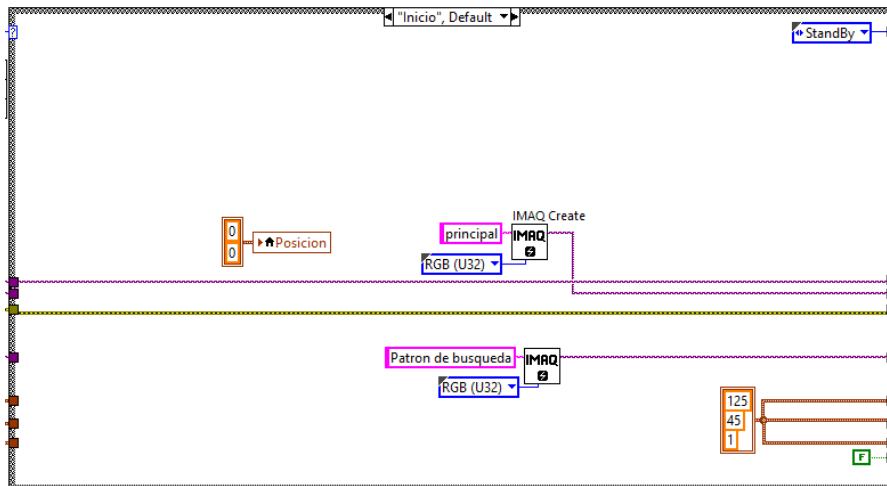 "Inicio", Default
?
StandBy
IMAQ Create
principal
IMAQ
RGB (U32)
0
0
Posicion
Patron de busqueda
IMAQ
RGB (U32)
125
45
1
F